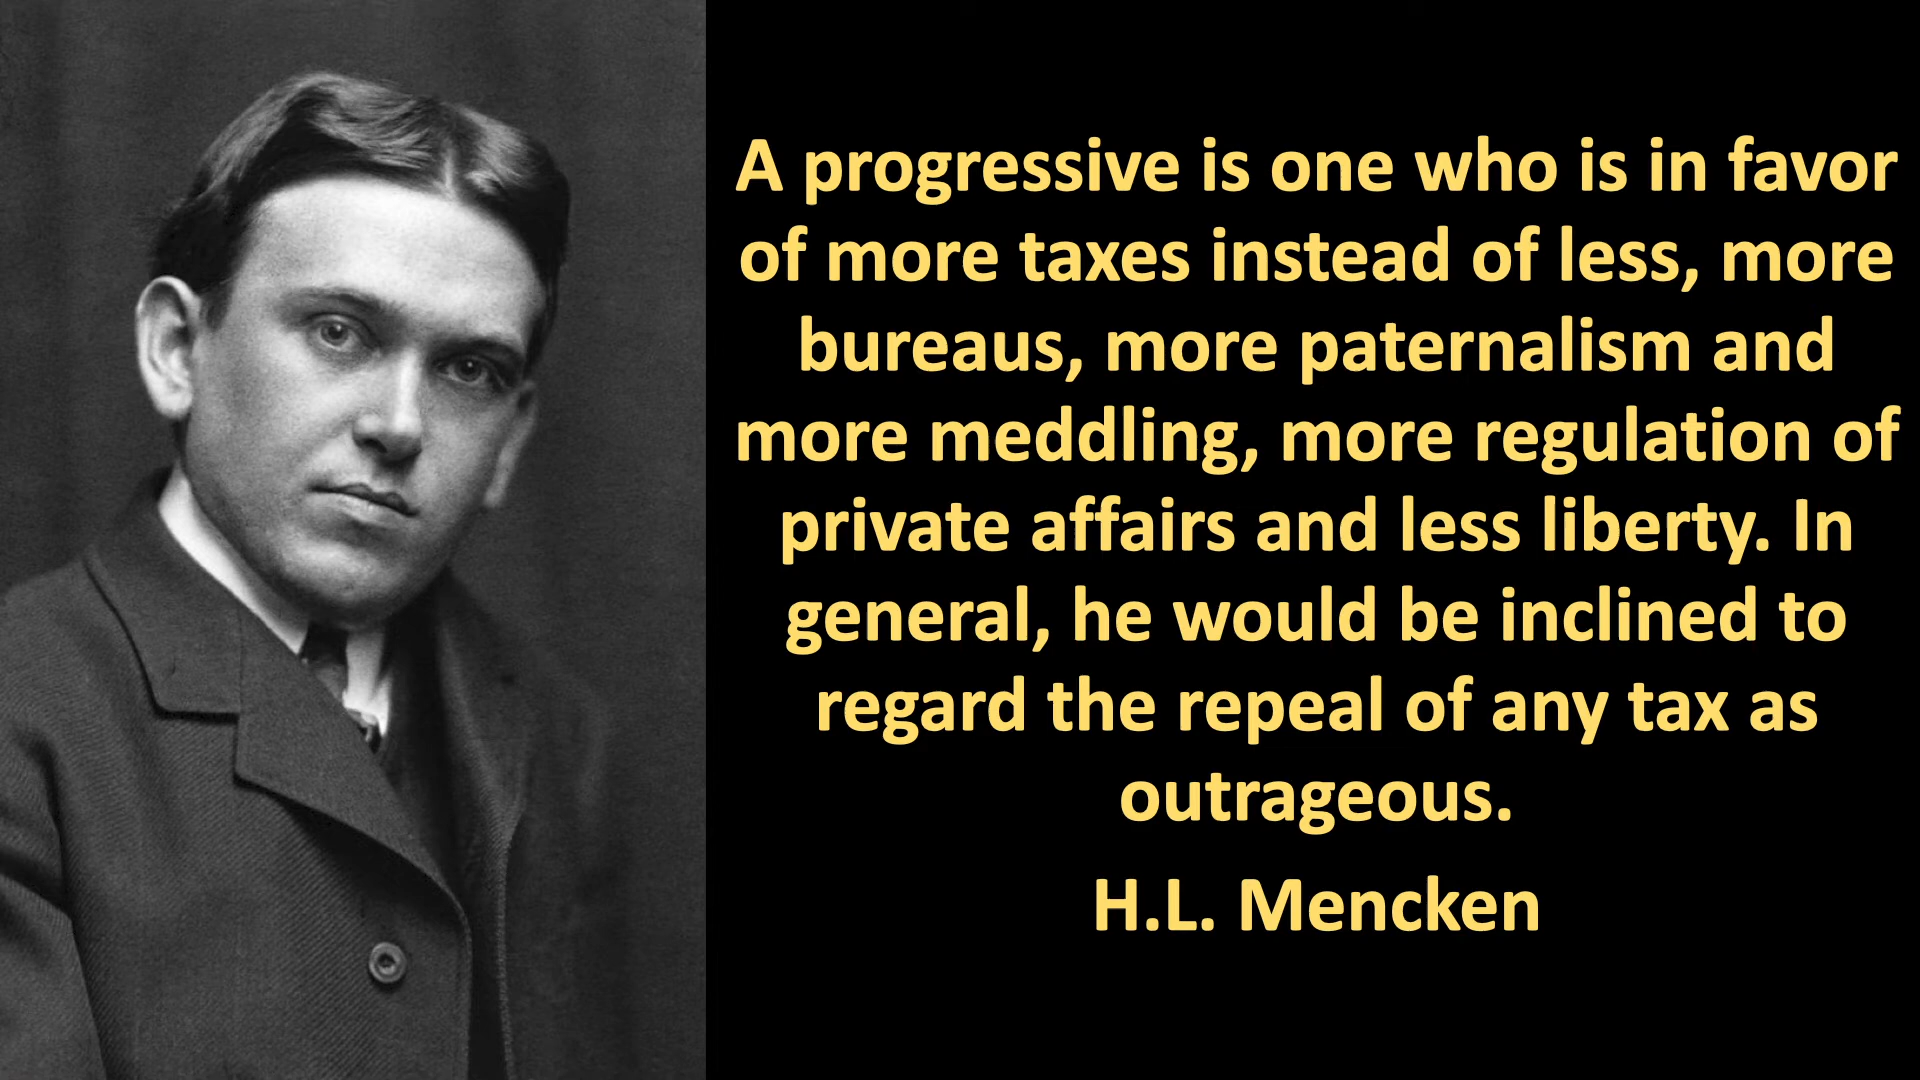 A progressive is one who is in favor
of more taxes instead of less, more
bureaus, more paternalism and
more meddling, more regulation of
private affairs and less liberty. In
general, he would be inclined to
regard the repeal of any tax as
outrageous.
H.L. Mencken